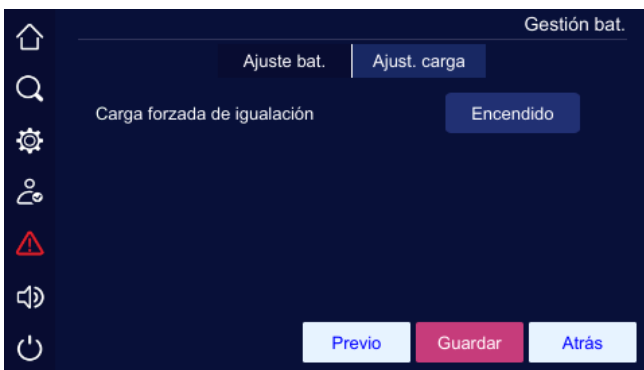 Gestión bat.
Ajuste bat. Ajust. carga
Carga forzada de igualación Encendido
Previo Guardar Atrás